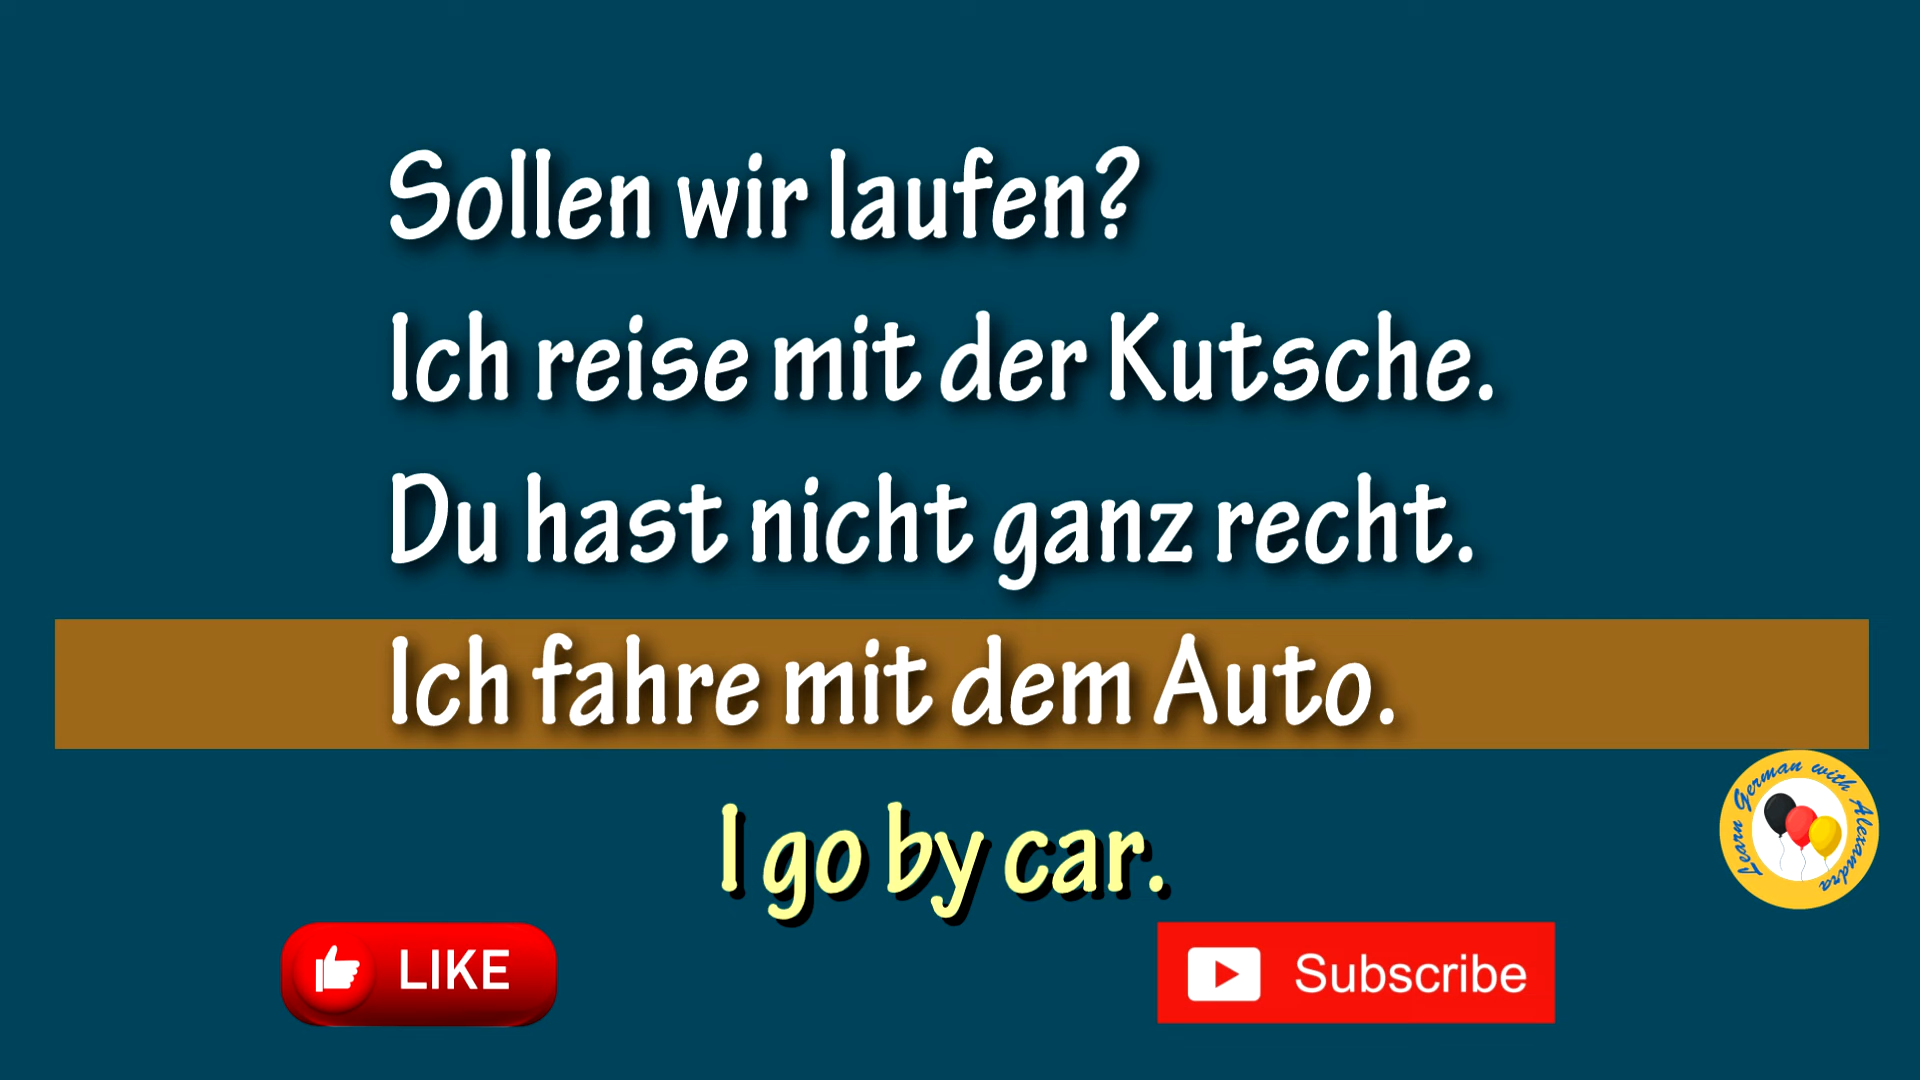 Sollen wir laufen?
Ich reise mit der Kutsche.
Du hast nicht ganz recht.
Ich fahre mit dem Auto.
Learn German with Alexandra
I go by car.
LIKE
Subscribe